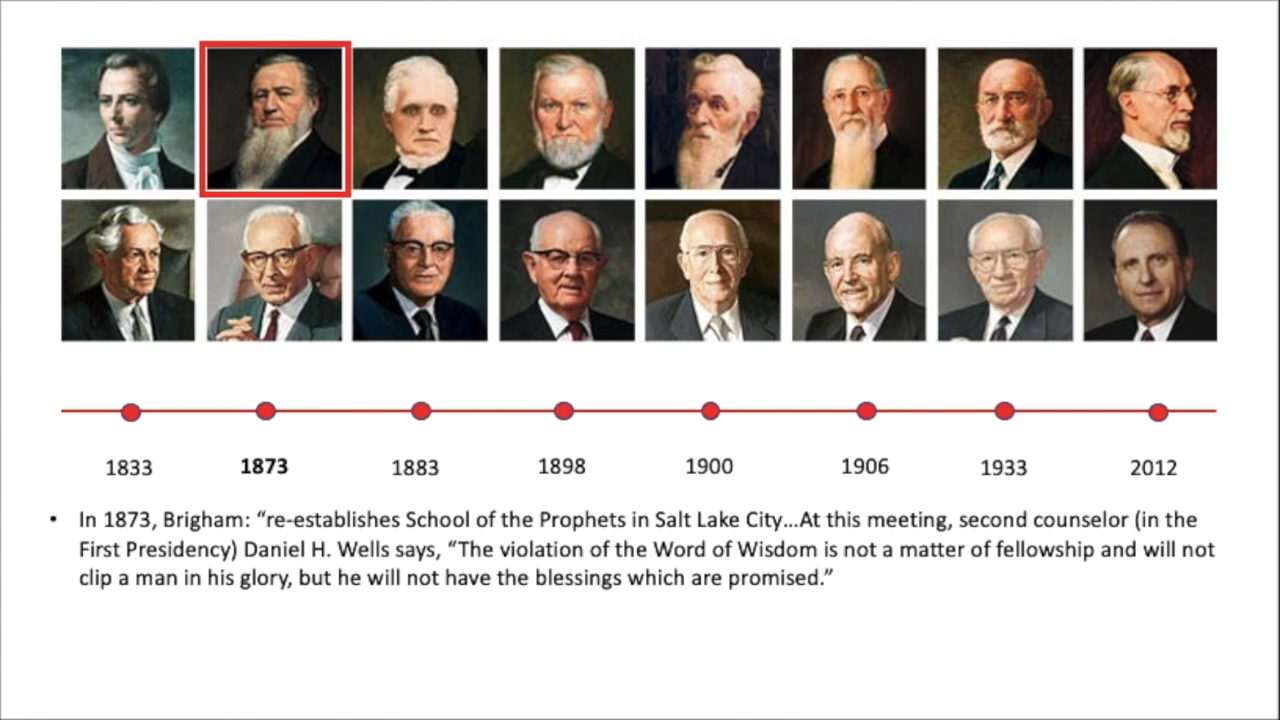 1833 1873 1883 1898 1900 1906 1933 2012
• In 1873, Brigham: “re-establishes School of the Prophets in Salt Lake City…At this meeting, second counselor (in the
First Presidency) Daniel H. Wells says, “The violation of the Word of Wisdom is not a matter of fellowship and will not
clip a man in his glory, but he will not have the blessings which are promised.”